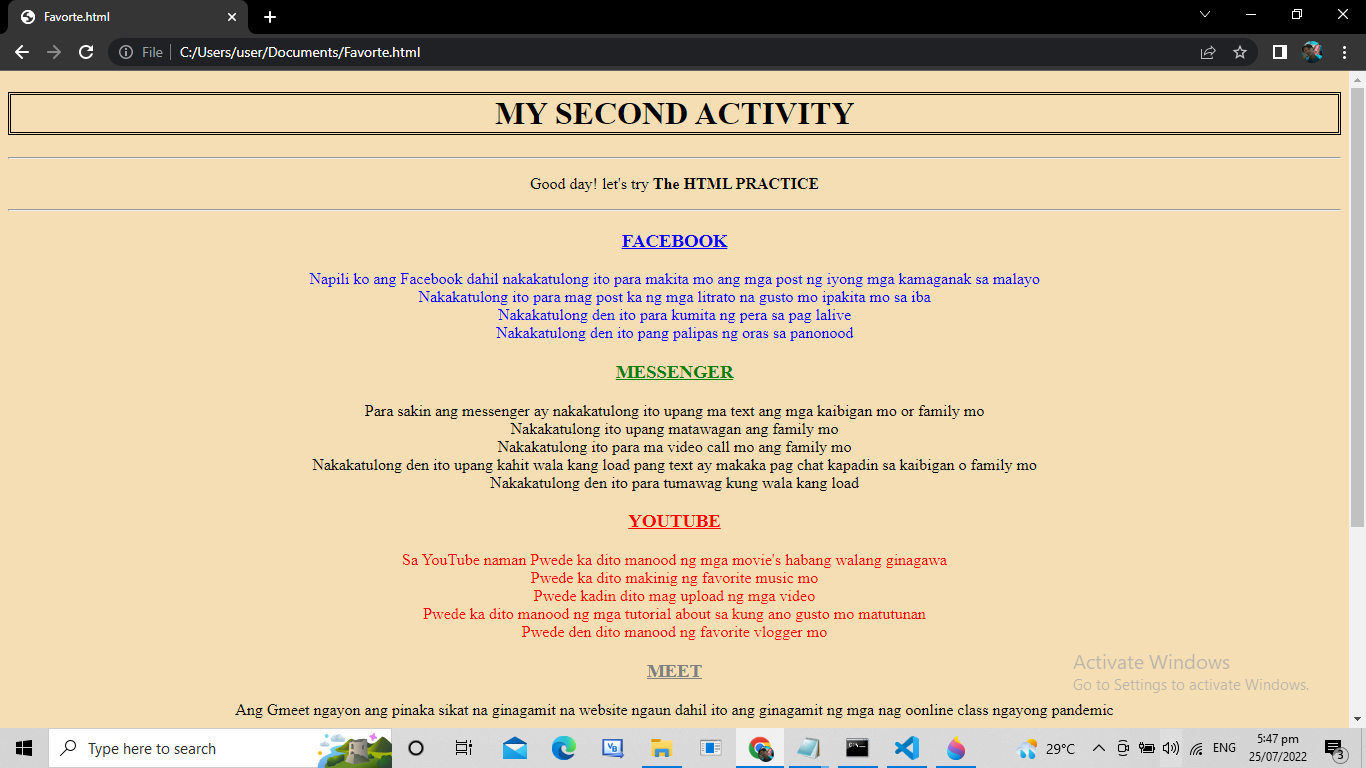 Favorte.html
File
C:/Users/user/Documents/Favorte.html
MY SECOND ACTIVITY
Good day! let's try The HTML PRACTICE
FACEBOOK
Napili ko ang Facebook dahil nakakatulong ito para makita mo ang mga post ng iyong mga kamaganak sa malayo
Nakakatulong ito para mag post ka ng mga litrato na gusto mo ipakita mo sa iba
Nakakatulong den ito para kumita ng pera sa pag lalive
Nakakatulong den ito pang palipas ng oras sa panonood
MESSENGER
Para sakin ang messenger ay nakakatulong ito upang ma text ang mga kaibigan mo or family mo
Nakakatulong ito upang matawagan ang family mo
Nakakatulong ito para ma video call mo ang family mo
Nakakatulong den ito upang kahit wala kang load pang text ay makaka pag chat kapadin sa kaibigan o family mo
Nakakatulong den ito para tumawag kung wala kang load
YOUTUBE
Sa YouTube naman Pwede ka dito manood ng mga movie's habang walang ginagawa
Pwede ka dito makinig ng favorite music mo
Pwede kadin dito mag upload ng mga video
Pwede ka dito manood ng mga tutorial about sa kung ano gusto mo matutunan
Pwede den dito manood ng favorite vlogger mo
MEET
Ang Gmeet ngayon ang pinaka sikat na ginagamit na website ngaun dahil ito ang ginagamit ng mga nag oonline class ngayong pandemic
Activate Windows
Go to Settings to activate Windows.
Type here to search
VB
29°C
ENG
5:47 pm
25/07/2022
3